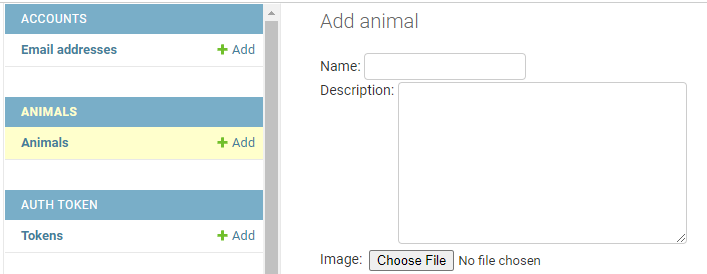 ACCOUNTS
Email addresses + Add
ANIMALS
Animals + Add
AUTH TOKEN
Tokens + Add
Add animal
Name:
Description:
Image: Choose File No file chosen